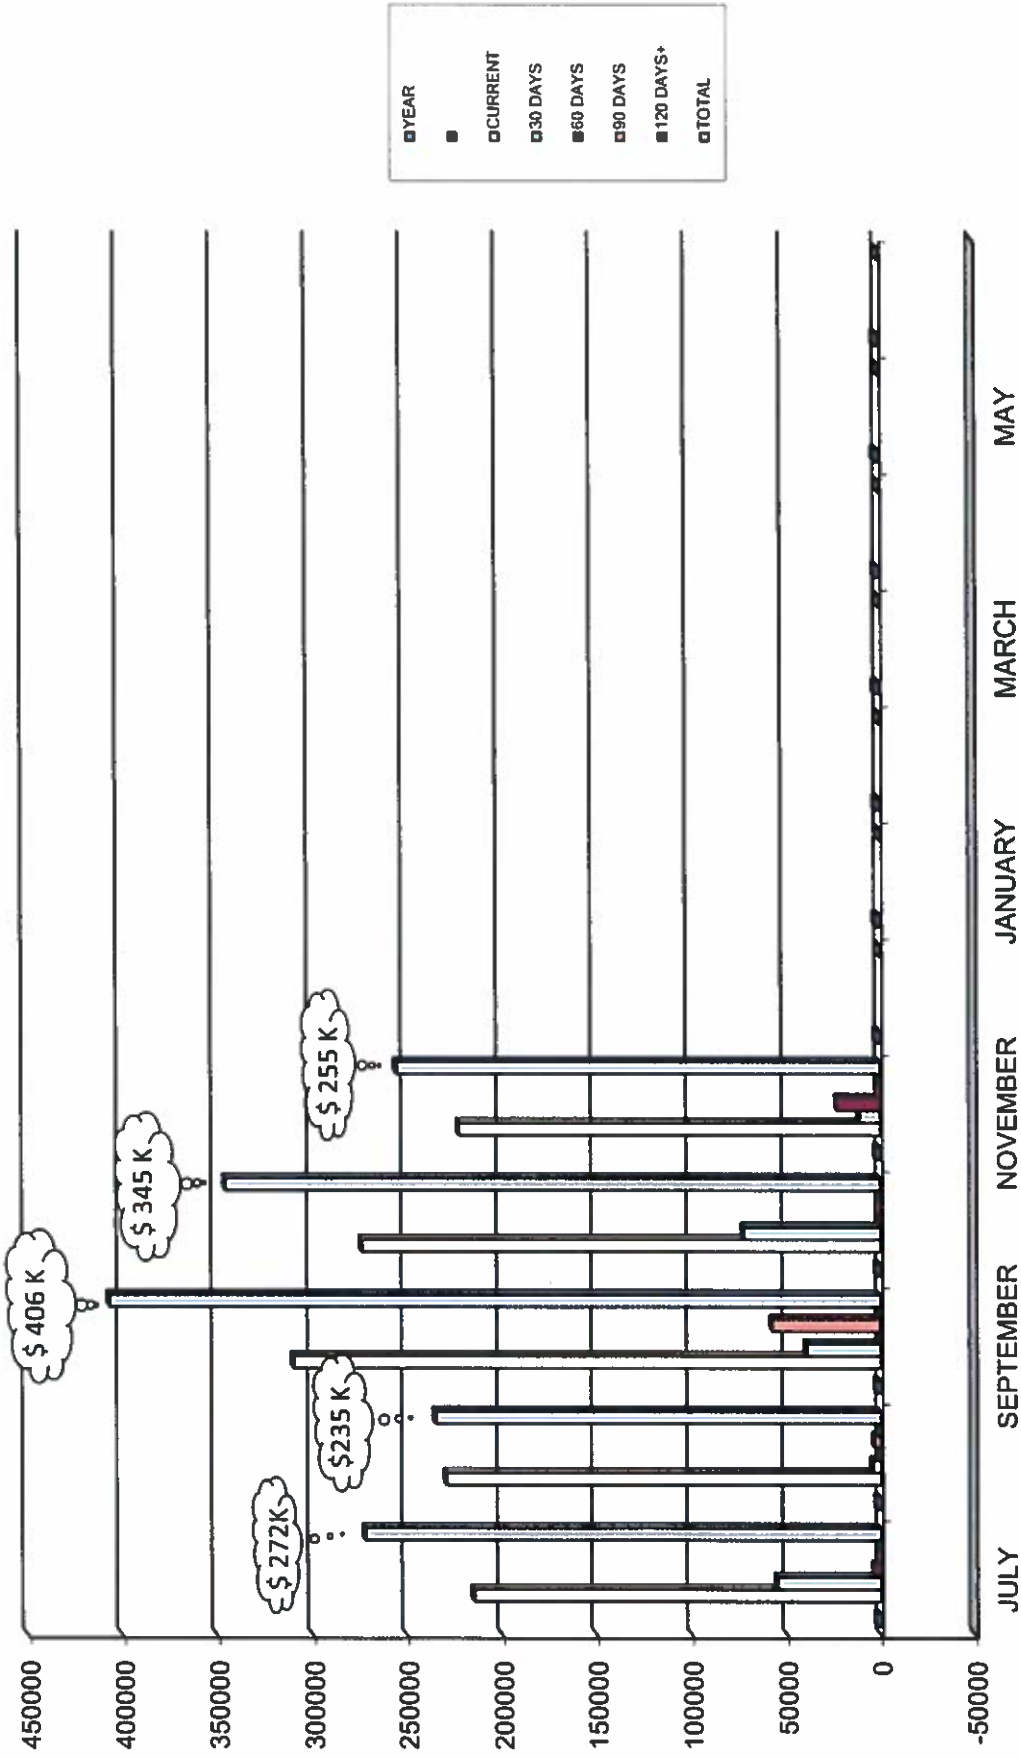 450000
400000
350000
300000
250000
200000
150000
100000
50000
0
-50000
$ 272K
$235 K
$ 406 K
$ 345 K
$ 255 K
JULY
SEPTEMBER
NOVEMBER
JANUARY
MARCH
MAY
YEAR
CURRENT
30 DAYS
60 DAYS
90 DAYS
120 DAYS+
TOTAL